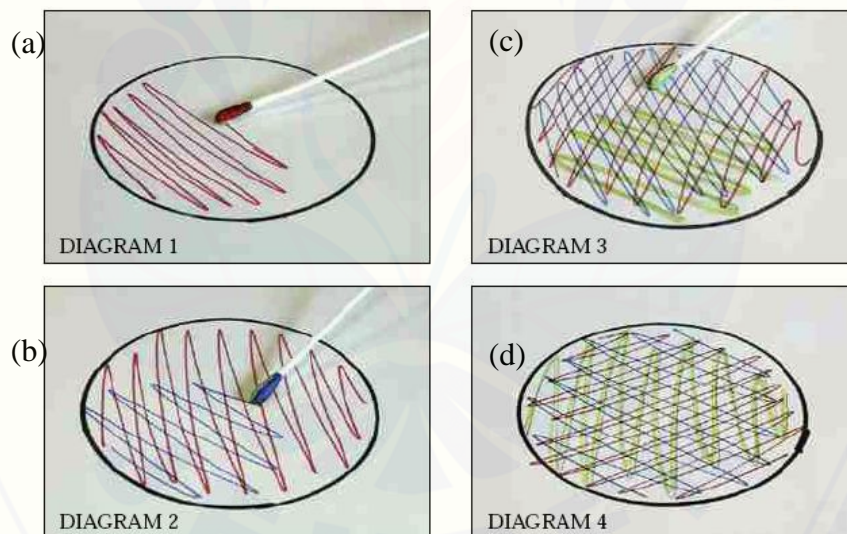 (a)
DIAGRAM 1
(b)
DIAGRAM 2
(c)
DIAGRAM 3
(d)
DIAGRAM 4